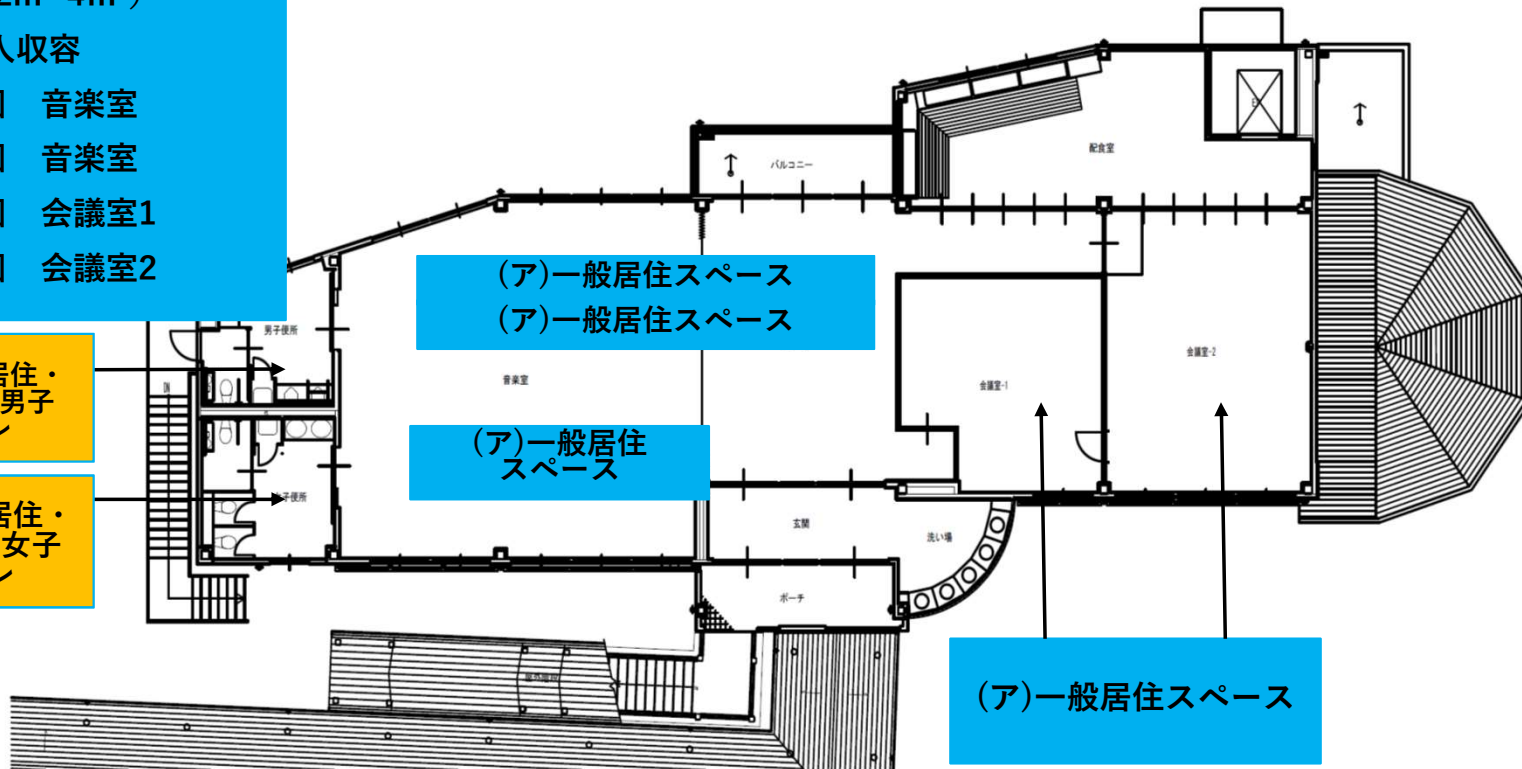 人収容
音楽室
音楽室
会議室1
会議室2
居住・
男子
居住・
女子
男子便所
子便所
DN
(ア)一般居住スペース
(ア)一般居住スペース
音楽室
(ア)一般居住
スペース
バルコニー
配食室
会議室-1
会議室-2
玄関
洗い場
ポーチ
(ア)一般居住スペース